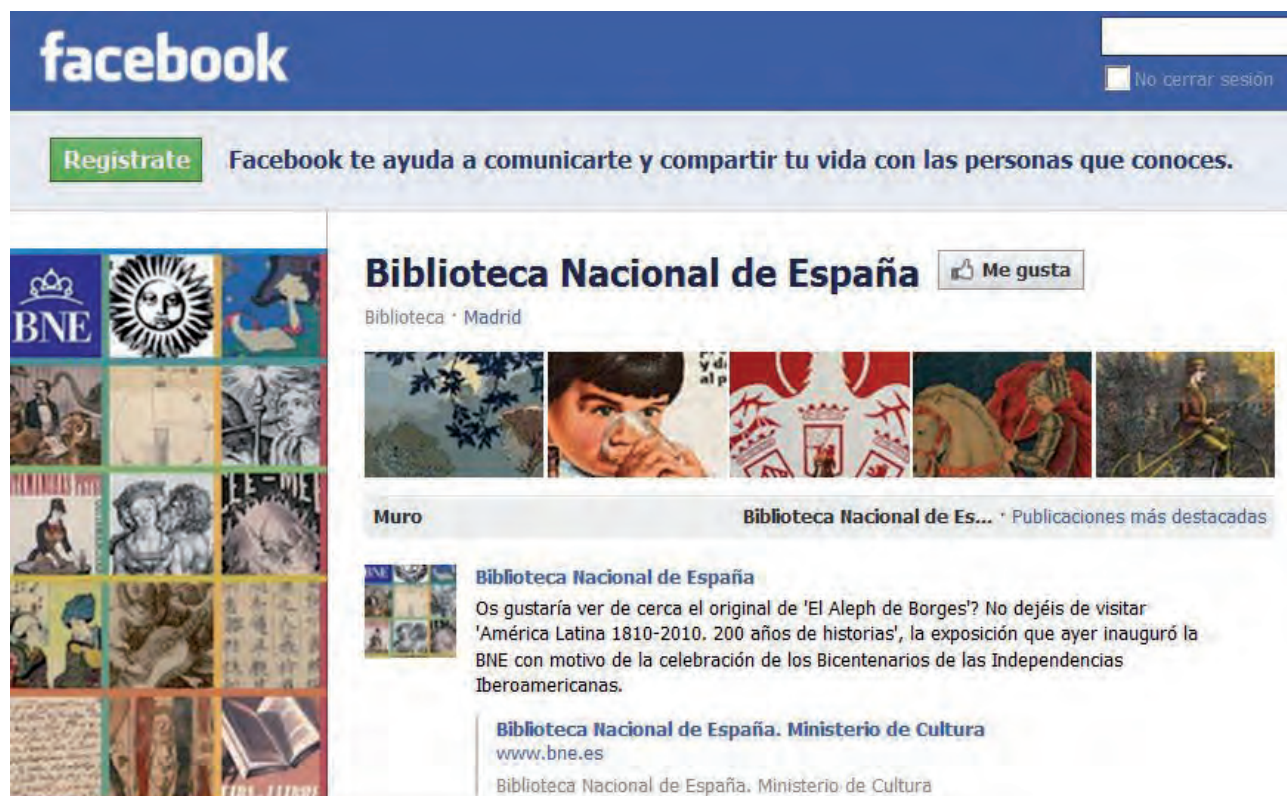 facebook
No cerrar sesión
Regístrate
Facebook te ayuda a comunicarte y compartir tu vida con las personas que conoces.
BNE
Biblioteca Nacional de España
Me gusta
Biblioteca · Madrid
y d
al p
Muro
Biblioteca Nacional de Es... · Publicaciones más destacadas
BNE
Biblioteca Nacional de España
Os gustaría ver de cerca el original de 'El Aleph de Borges'? No dejéis de visitar
'América Latina 1810-2010. 200 años de historias', la exposición que ayer inauguró la
BNE con motivo de la celebración de los Bicentenarios de las Independencias
Iberoamericanas.
Biblioteca Nacional de España. Ministerio de Cultura
www.bne.es
Biblioteca Nacional de España. Ministerio de Cultura